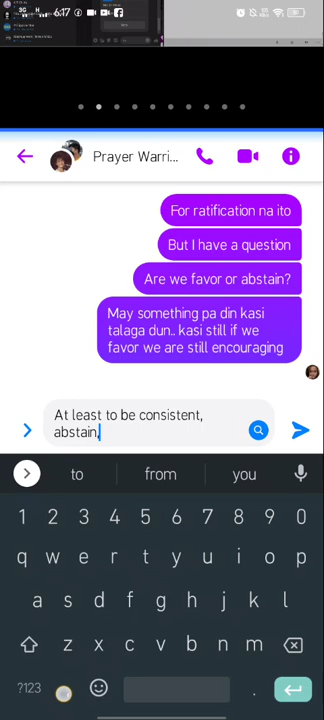 3G H 6:17
Prayer Warri...
For ratification na ito
But I have a question
Are we favor or abstain?
May something pa din kasi
talaga dun.. kasi still if we
favor we are still encouraging
At least to be consistent,
abstain,
to from you
1 2 3 4 5 6 7 8 9 0
q w e r t y u i o p
a s d f g h j k l
z x c v b n m
?123 .